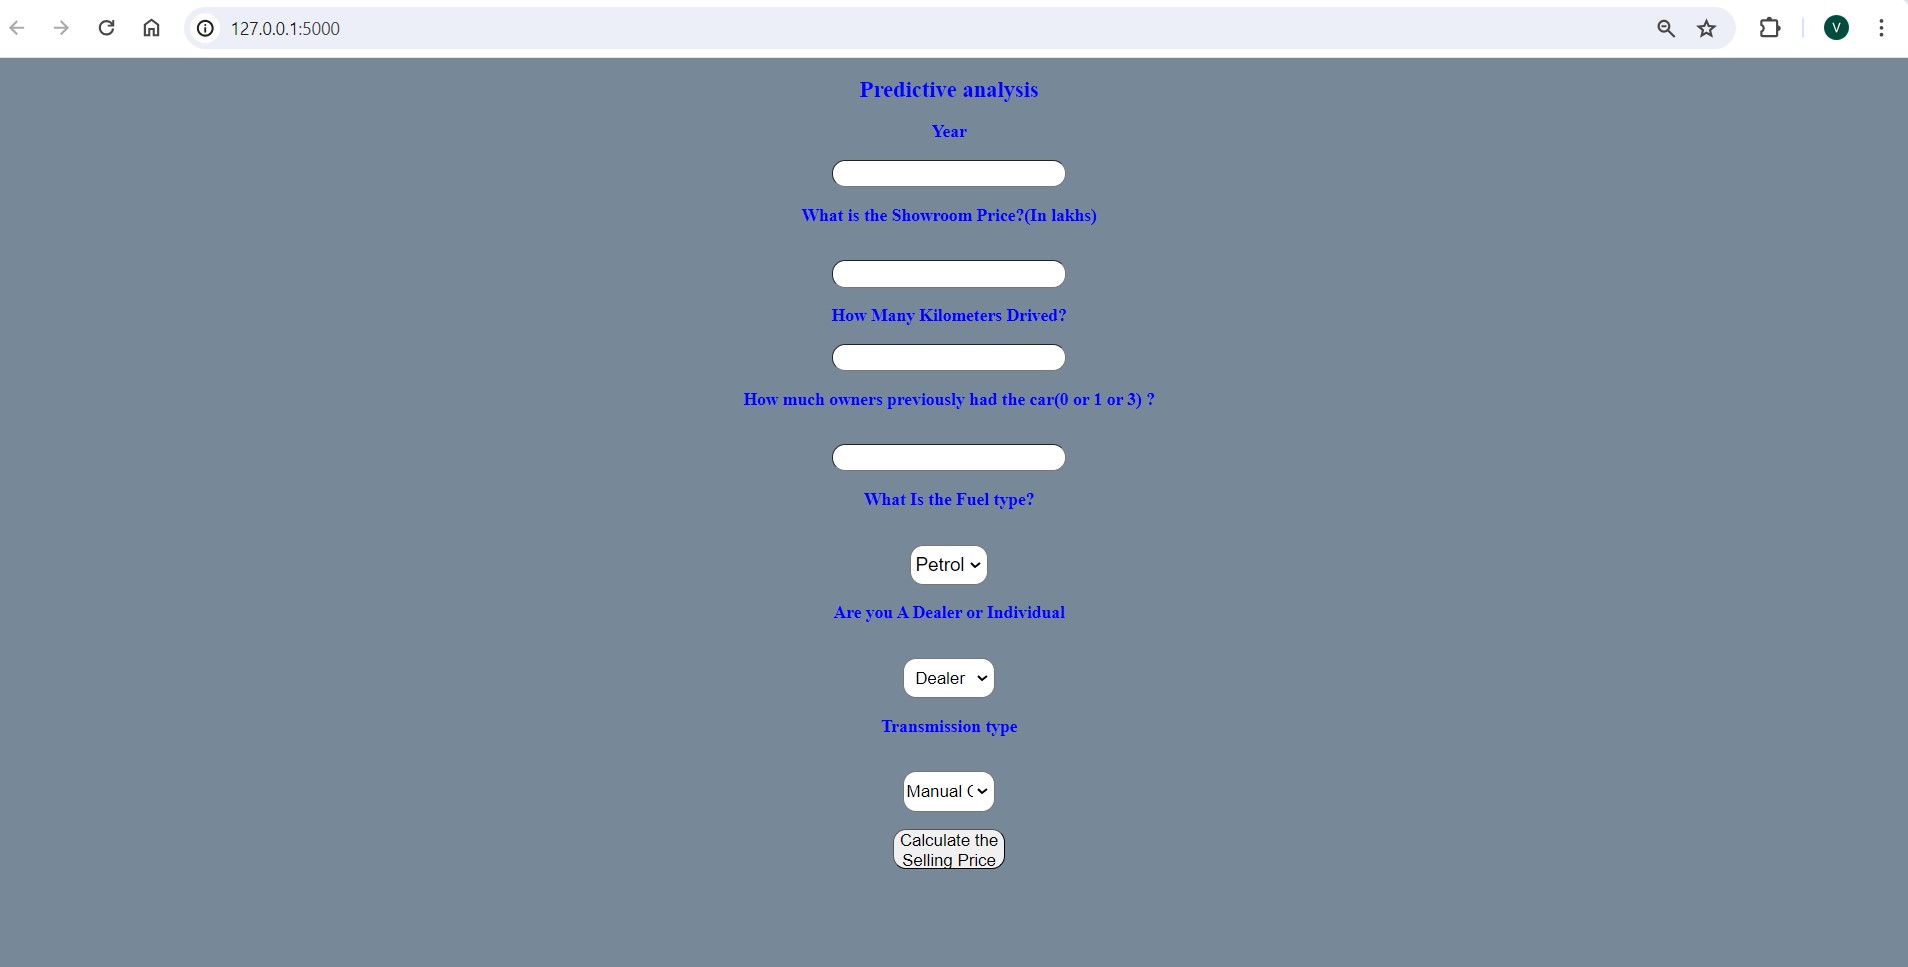 127.0.0.1:5000
V
Predictive analysis
Year
What is the Showroom Price?(In lakhs)
How Many Kilometers Drived?
How much owners previously had the car(0 or 1 or 3) ?
What Is the Fuel type?
Petrol
Are you A Dealer or Individual
Dealer
Transmission type
Manual
Calculate the
Selling Price